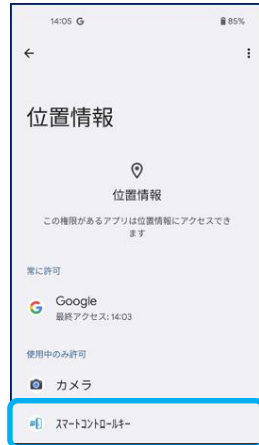 14:05 G 85%
位置情報
位置情報
この権限があるアプリは位置情報にアクセスでき
ます
常に許可
Google
最終アクセス: 14:03
使用中のみ許可
カメラ
ｽﾏｰﾄｺﾝﾄﾛｰﾙｷｰ